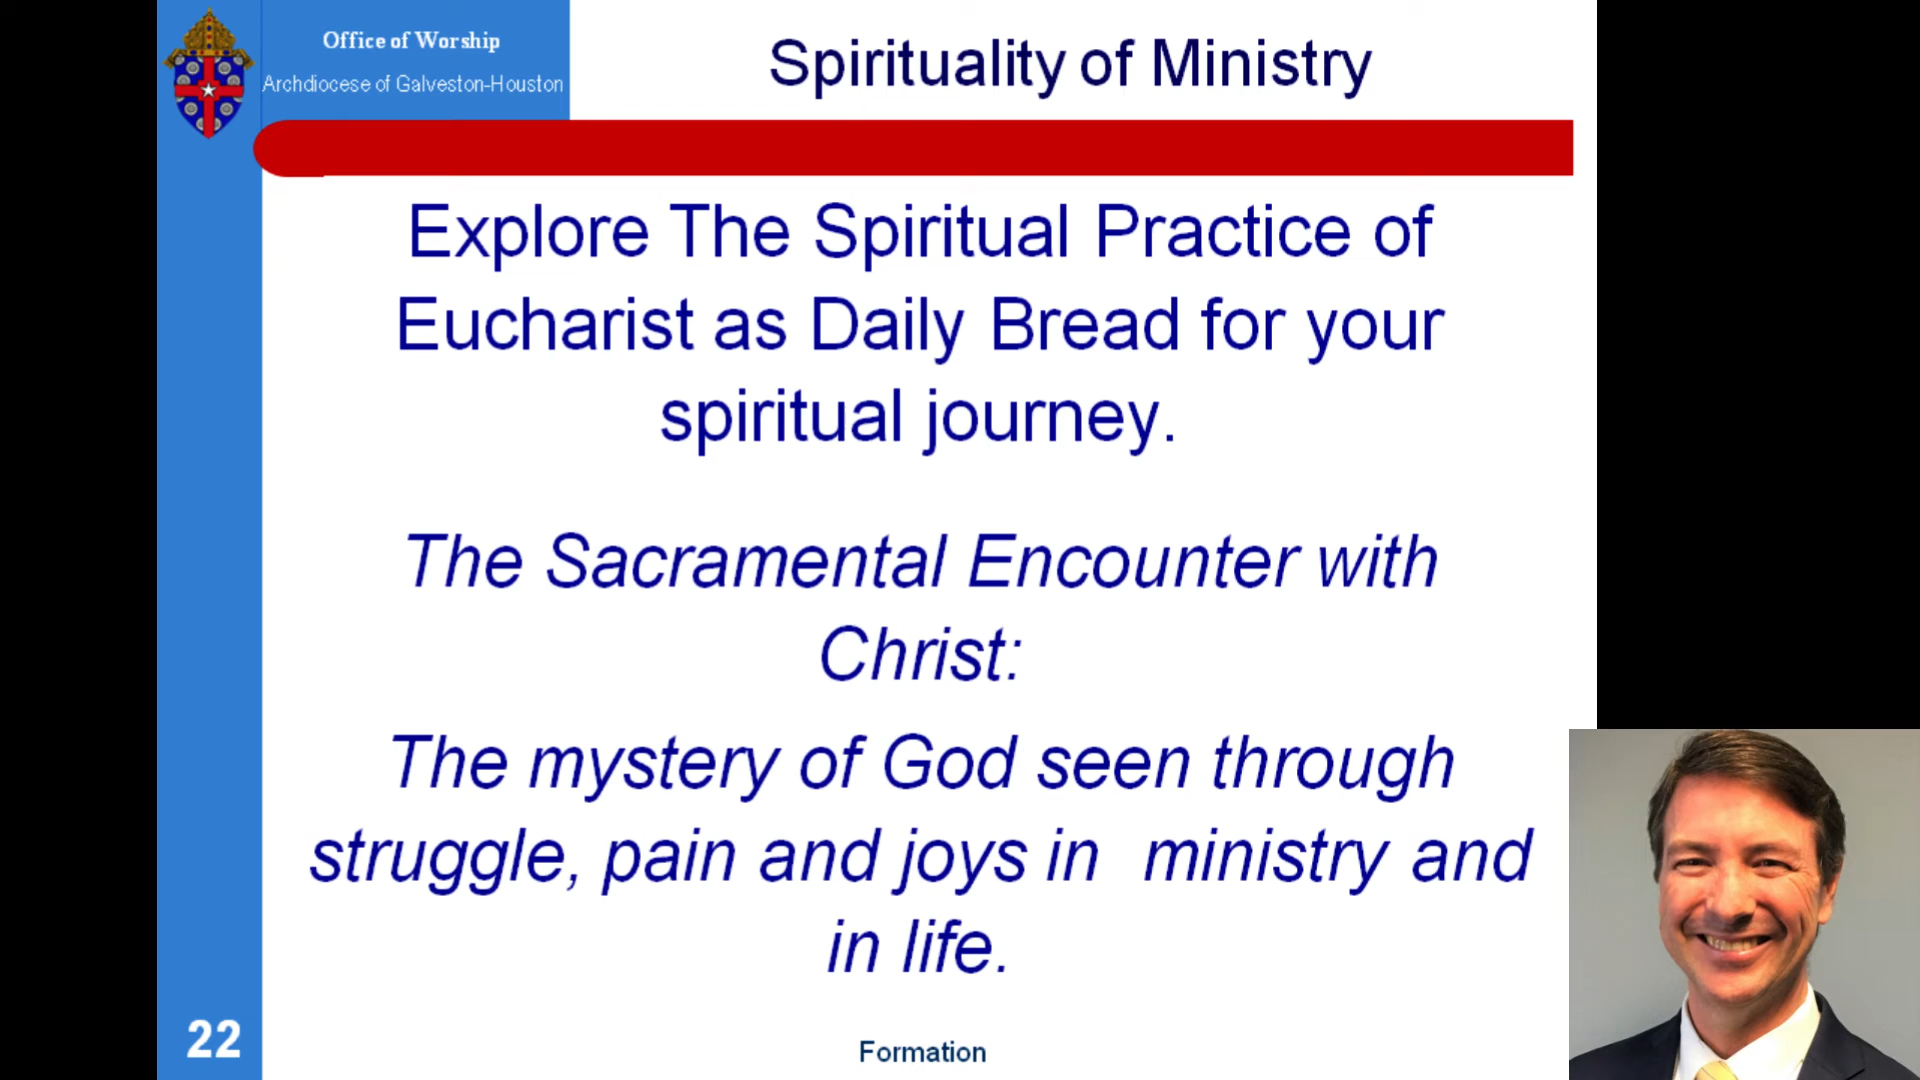 Office of Worship
Archdiocese of Galveston-Houston
Spirituality of Ministry
Explore The Spiritual Practice of
Eucharist as Daily Bread for your
spiritual journey.
The Sacramental Encounter with
Christ:
The mystery of God seen through
struggle, pain and joys in  ministry and
in life.
22
Formation